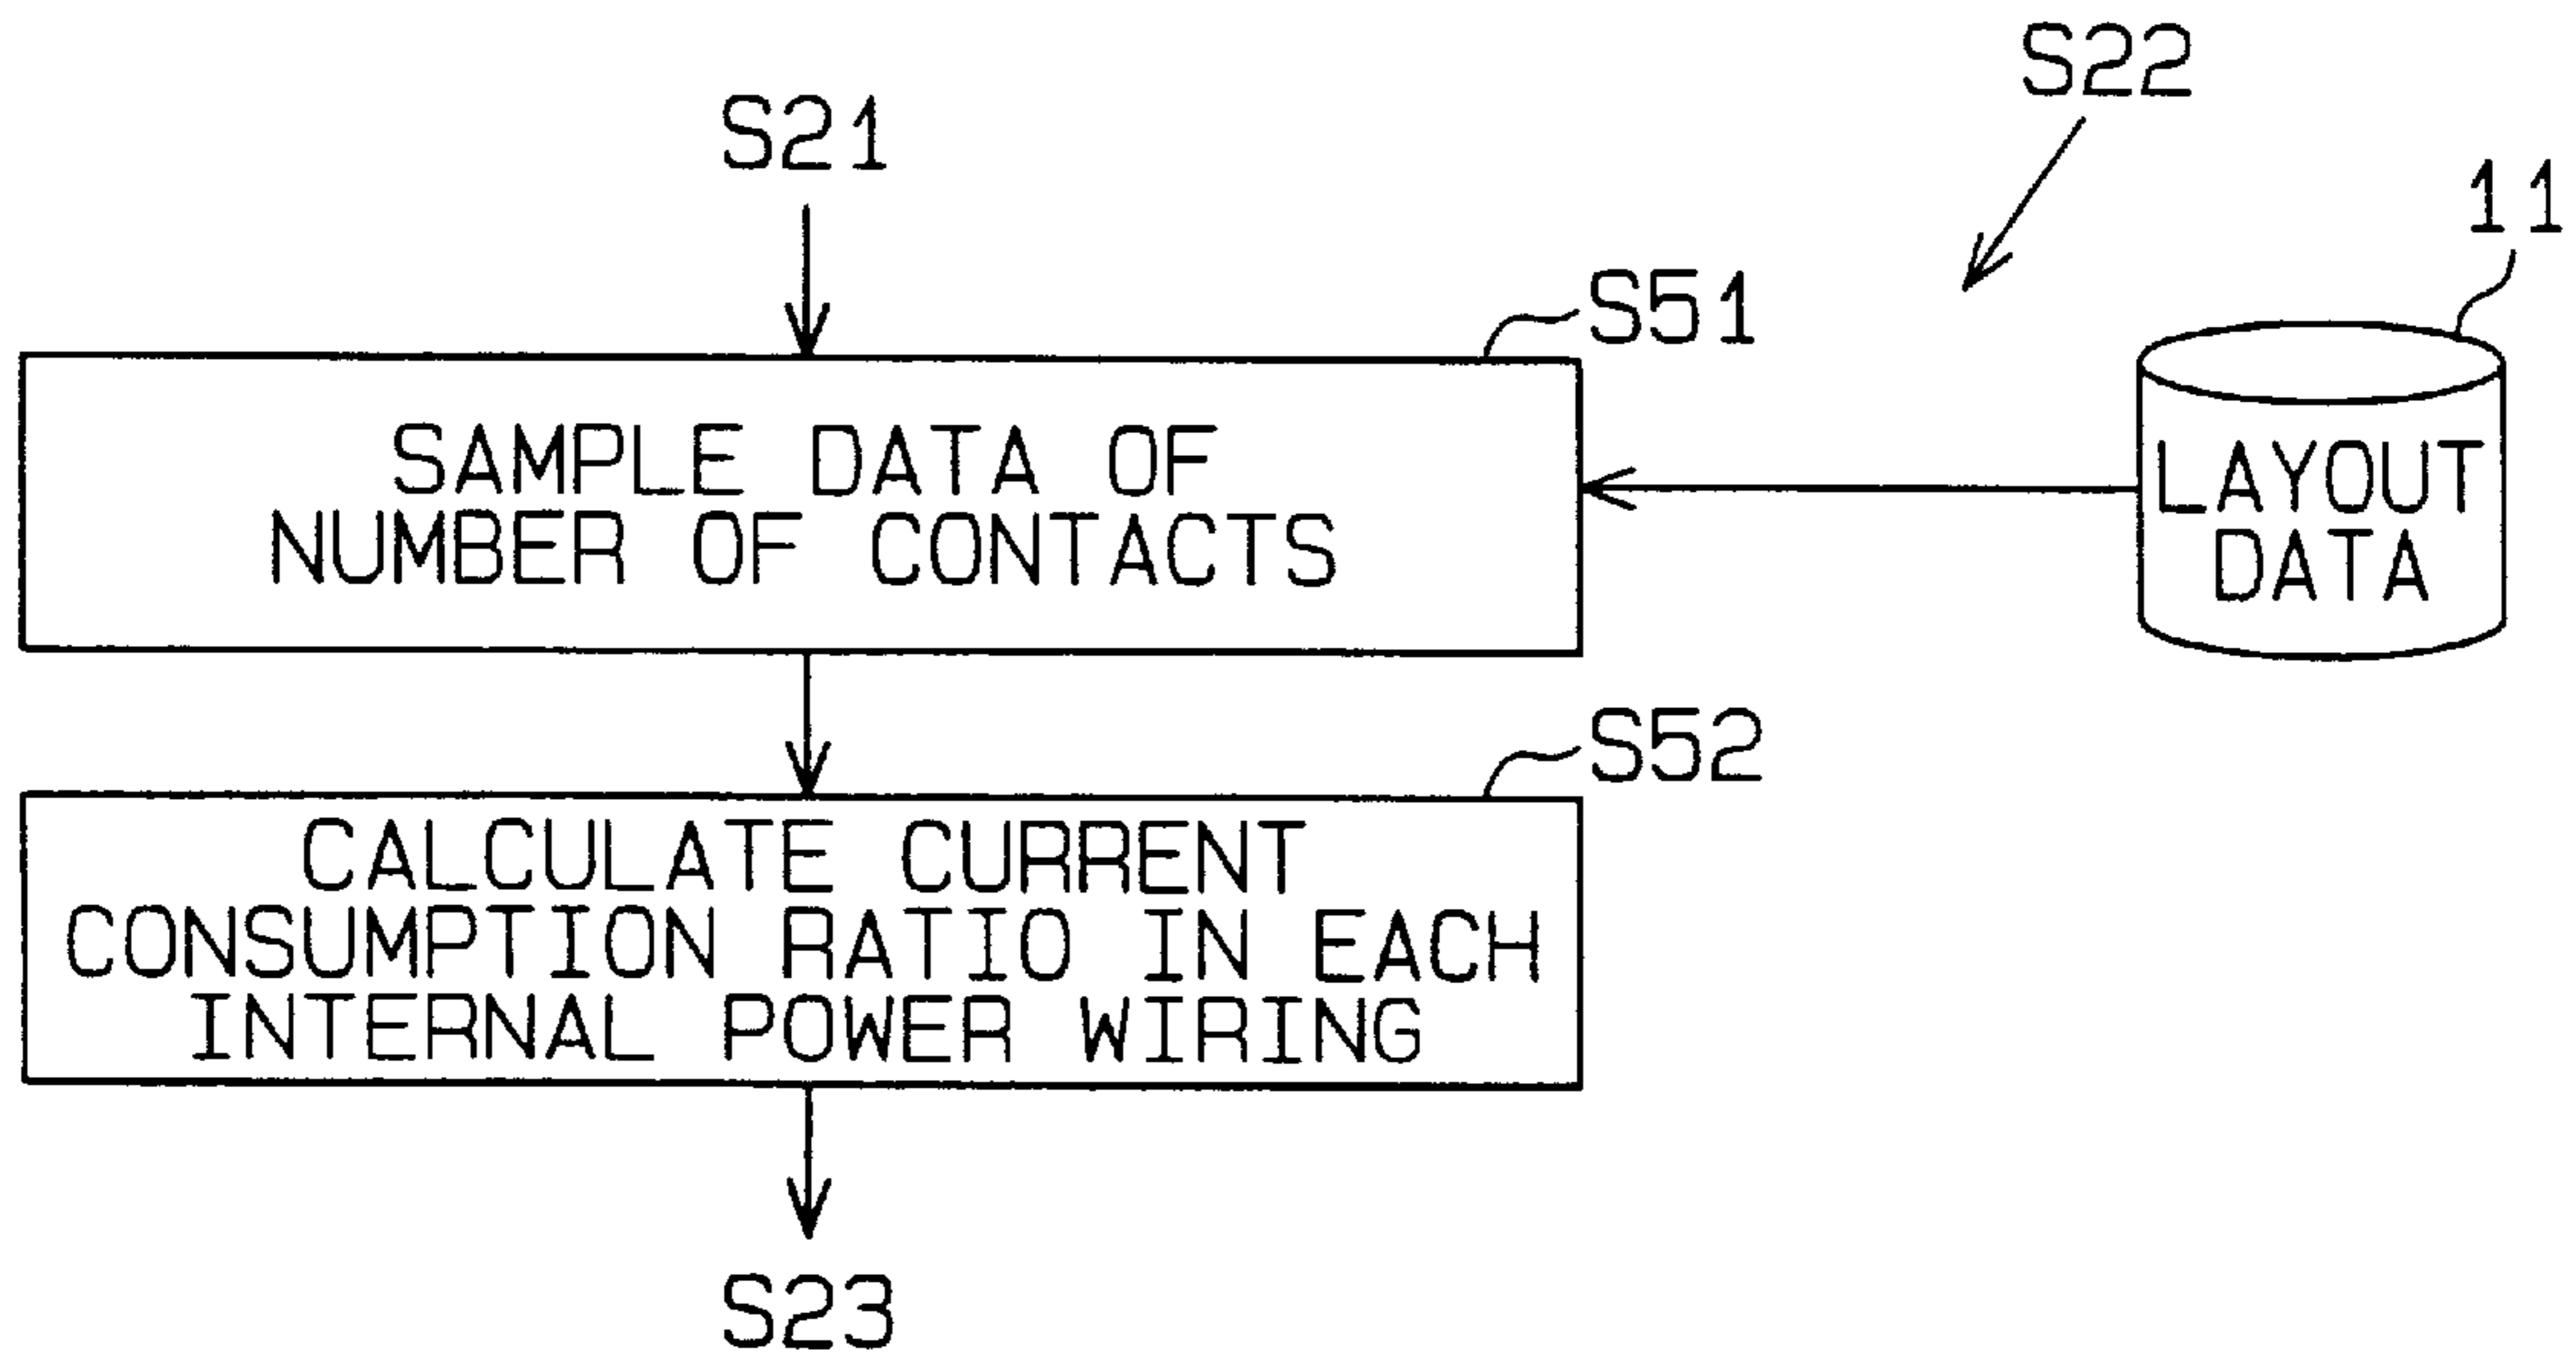 S22
S21
11
S51
SAMPLE DATA OF
NUMBER OF CONTACTS
LAYOUT
DATA
S52
CALCULATE CURRENT
CONSUMPTION RATIO IN EACH
INTERNAL POWER WIRING
S23